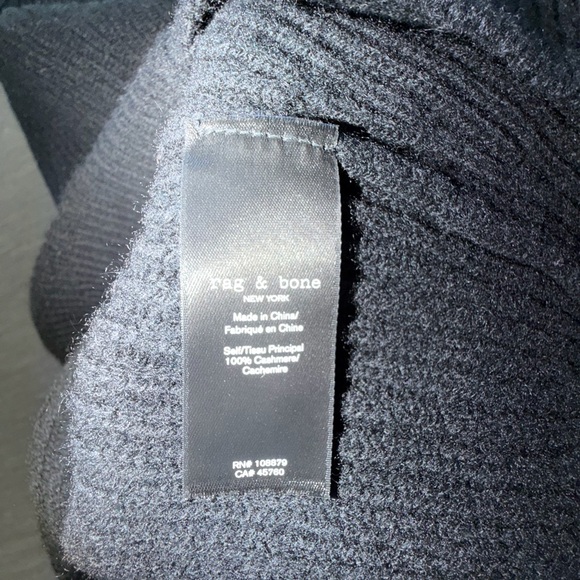 rag & bone
NEW YORK
Made in China/
Fabriqué en Chine
Self/Tissu Principal
100% Cashmere/
Cachemire
RN# 108879
CA# 45760